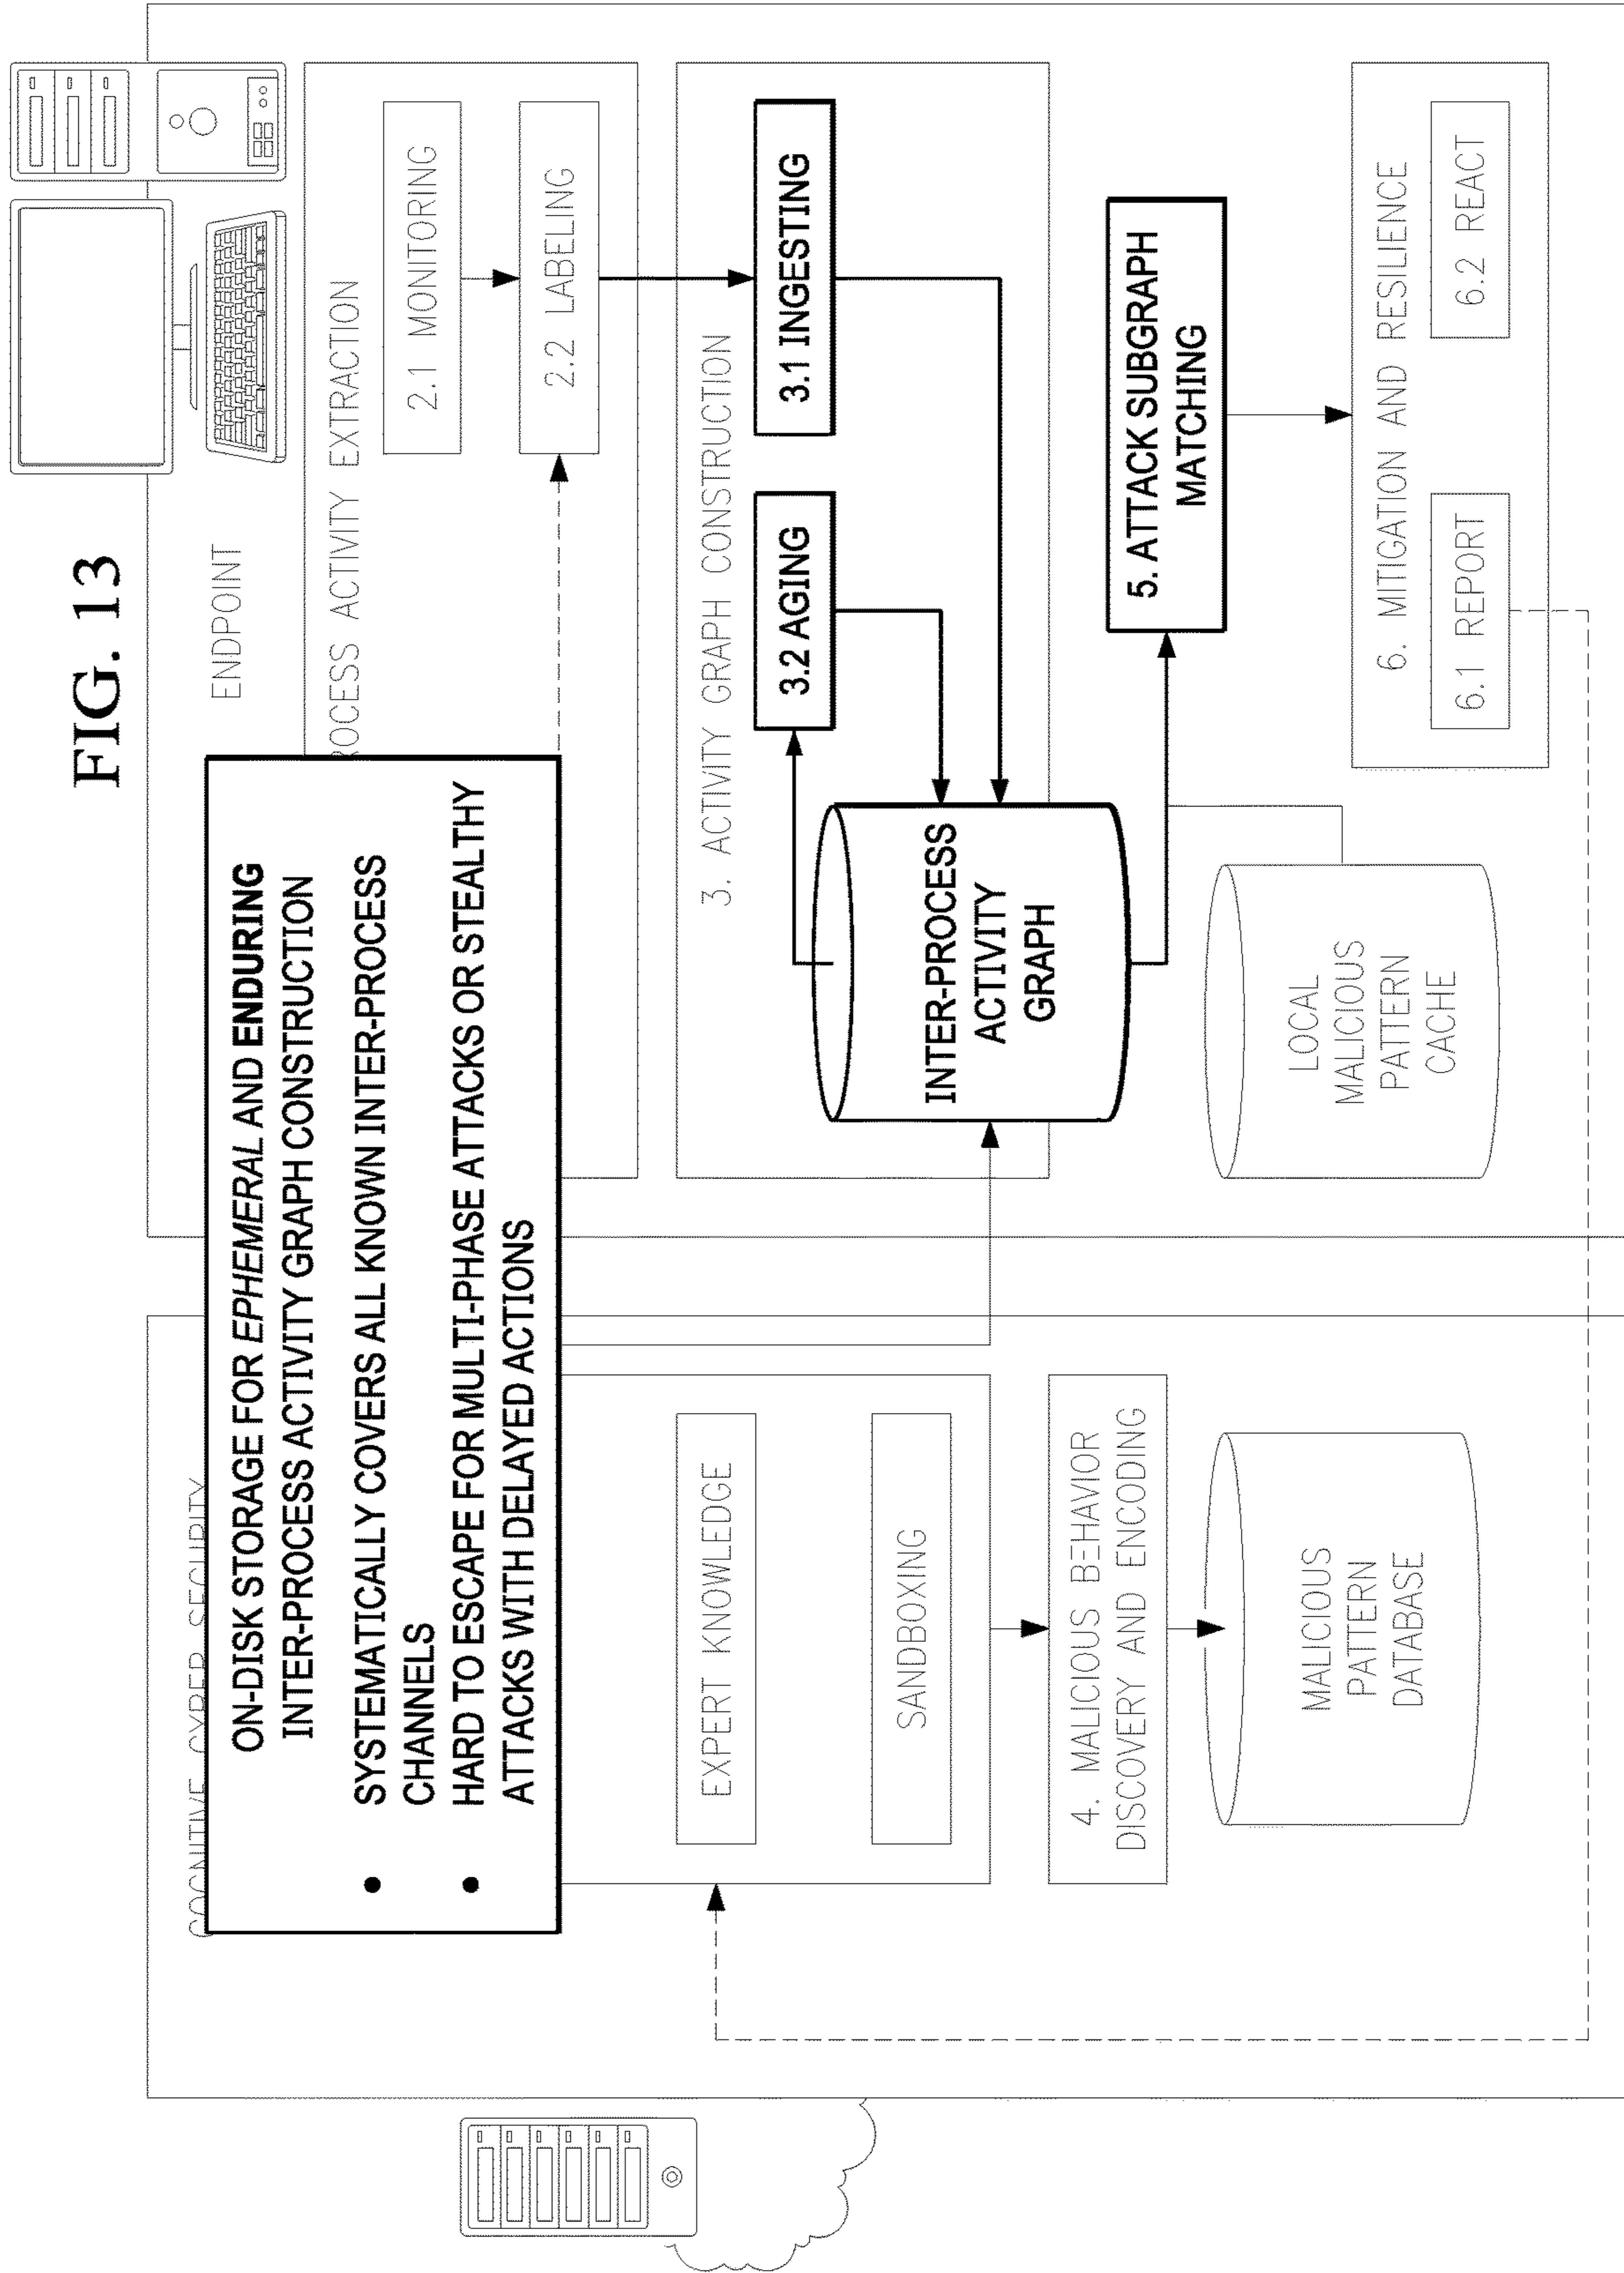 FIG. 13
COGNITIVE CYBER SECURITY
ON-DISK STORAGE FOR EPHEMERAL AND ENDURING
INTER-PROCESS ACTIVITY GRAPH CONSTRUCTION
• SYSTEMATICALLY COVERS ALL KNOWN INTER-PROCESS
CHANNELS
• HARD TO ESCAPE FOR MULTI-PHASE ATTACKS OR STEALTHY
ATTACKS WITH DELAYED ACTIONS
EXPERT KNOWLEDGE
SANDBOXING
4. MALICIOUS BEHAVIOR
DISCOVERY AND ENCODING
MALICIOUS
PATTERN
DATABASE
ENDPOINT
ROCESS ACTIVITY EXTRACTION
2.1 MONITORING
2.2 LABELING
3. ACTIVITY GRAPH CONSTRUCTION
3.2 AGING
3.1 INGESTING
INTER-PROCESS
ACTIVITY
GRAPH
5. ATTACK SUBGRAPH
MATCHING
LOCAL
MALICIOUS
PATTERN
CACHE
6. MITIGATION AND RESILIENCE
6.1 REPORT
6.2 REACT